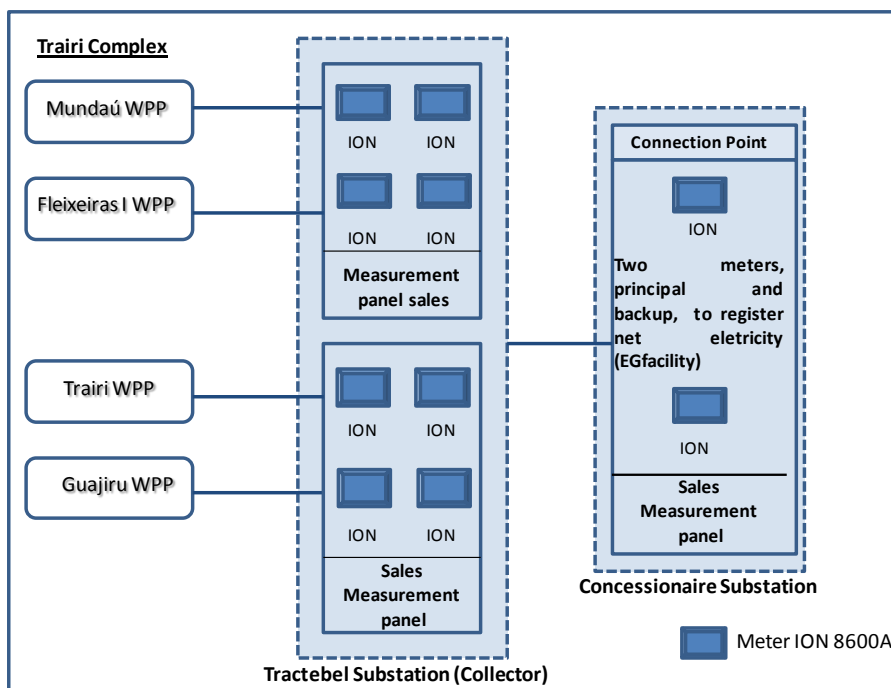 Trairi Complex
Mundaú WPP
Fleixeiras I WPP
Trairi WPP
Guajiru WPP
ION ION
ION ION
Measurement
panel sales
ION ION
ION ION
Sales
Measurement
panel
Tractebel Substation (Collector)
Connection Point
ION
Two meters,
principal and
backup, to register
net eletricity
(EGfacility)
ION
Sales
Measurement
panel
Concessionaire Substation
Meter ION 8600A